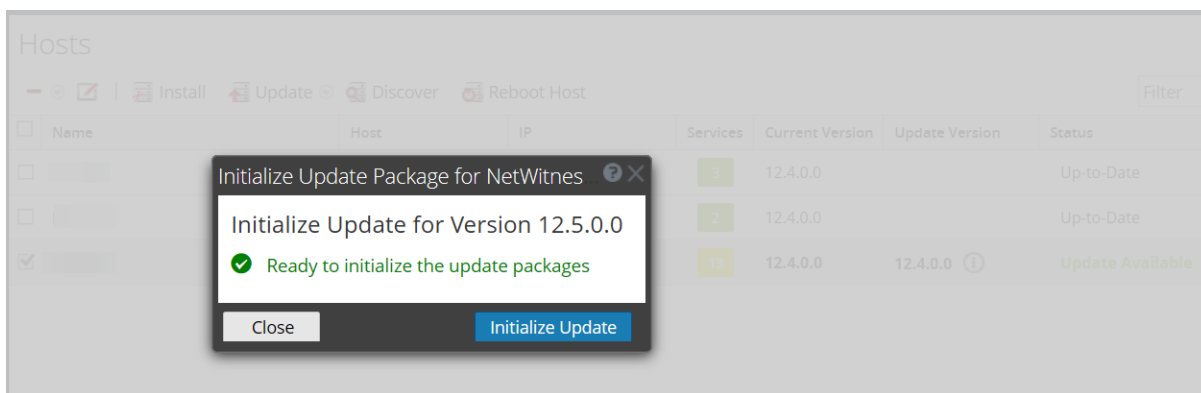 Hosts
Install Update Discover Reboot Host Filter
Name Host IP Services Current Version Update Version Status
3 12.4.0.0 Up-to-Date
2 12.4.0.0 Up-to-Date
13 12.4.0.0 12.4.0.0 Update Available
Initialize Update Package for NetWitnes...
Initialize Update for Version 12.5.0.0
Ready to initialize the update packages
Close Initialize Update